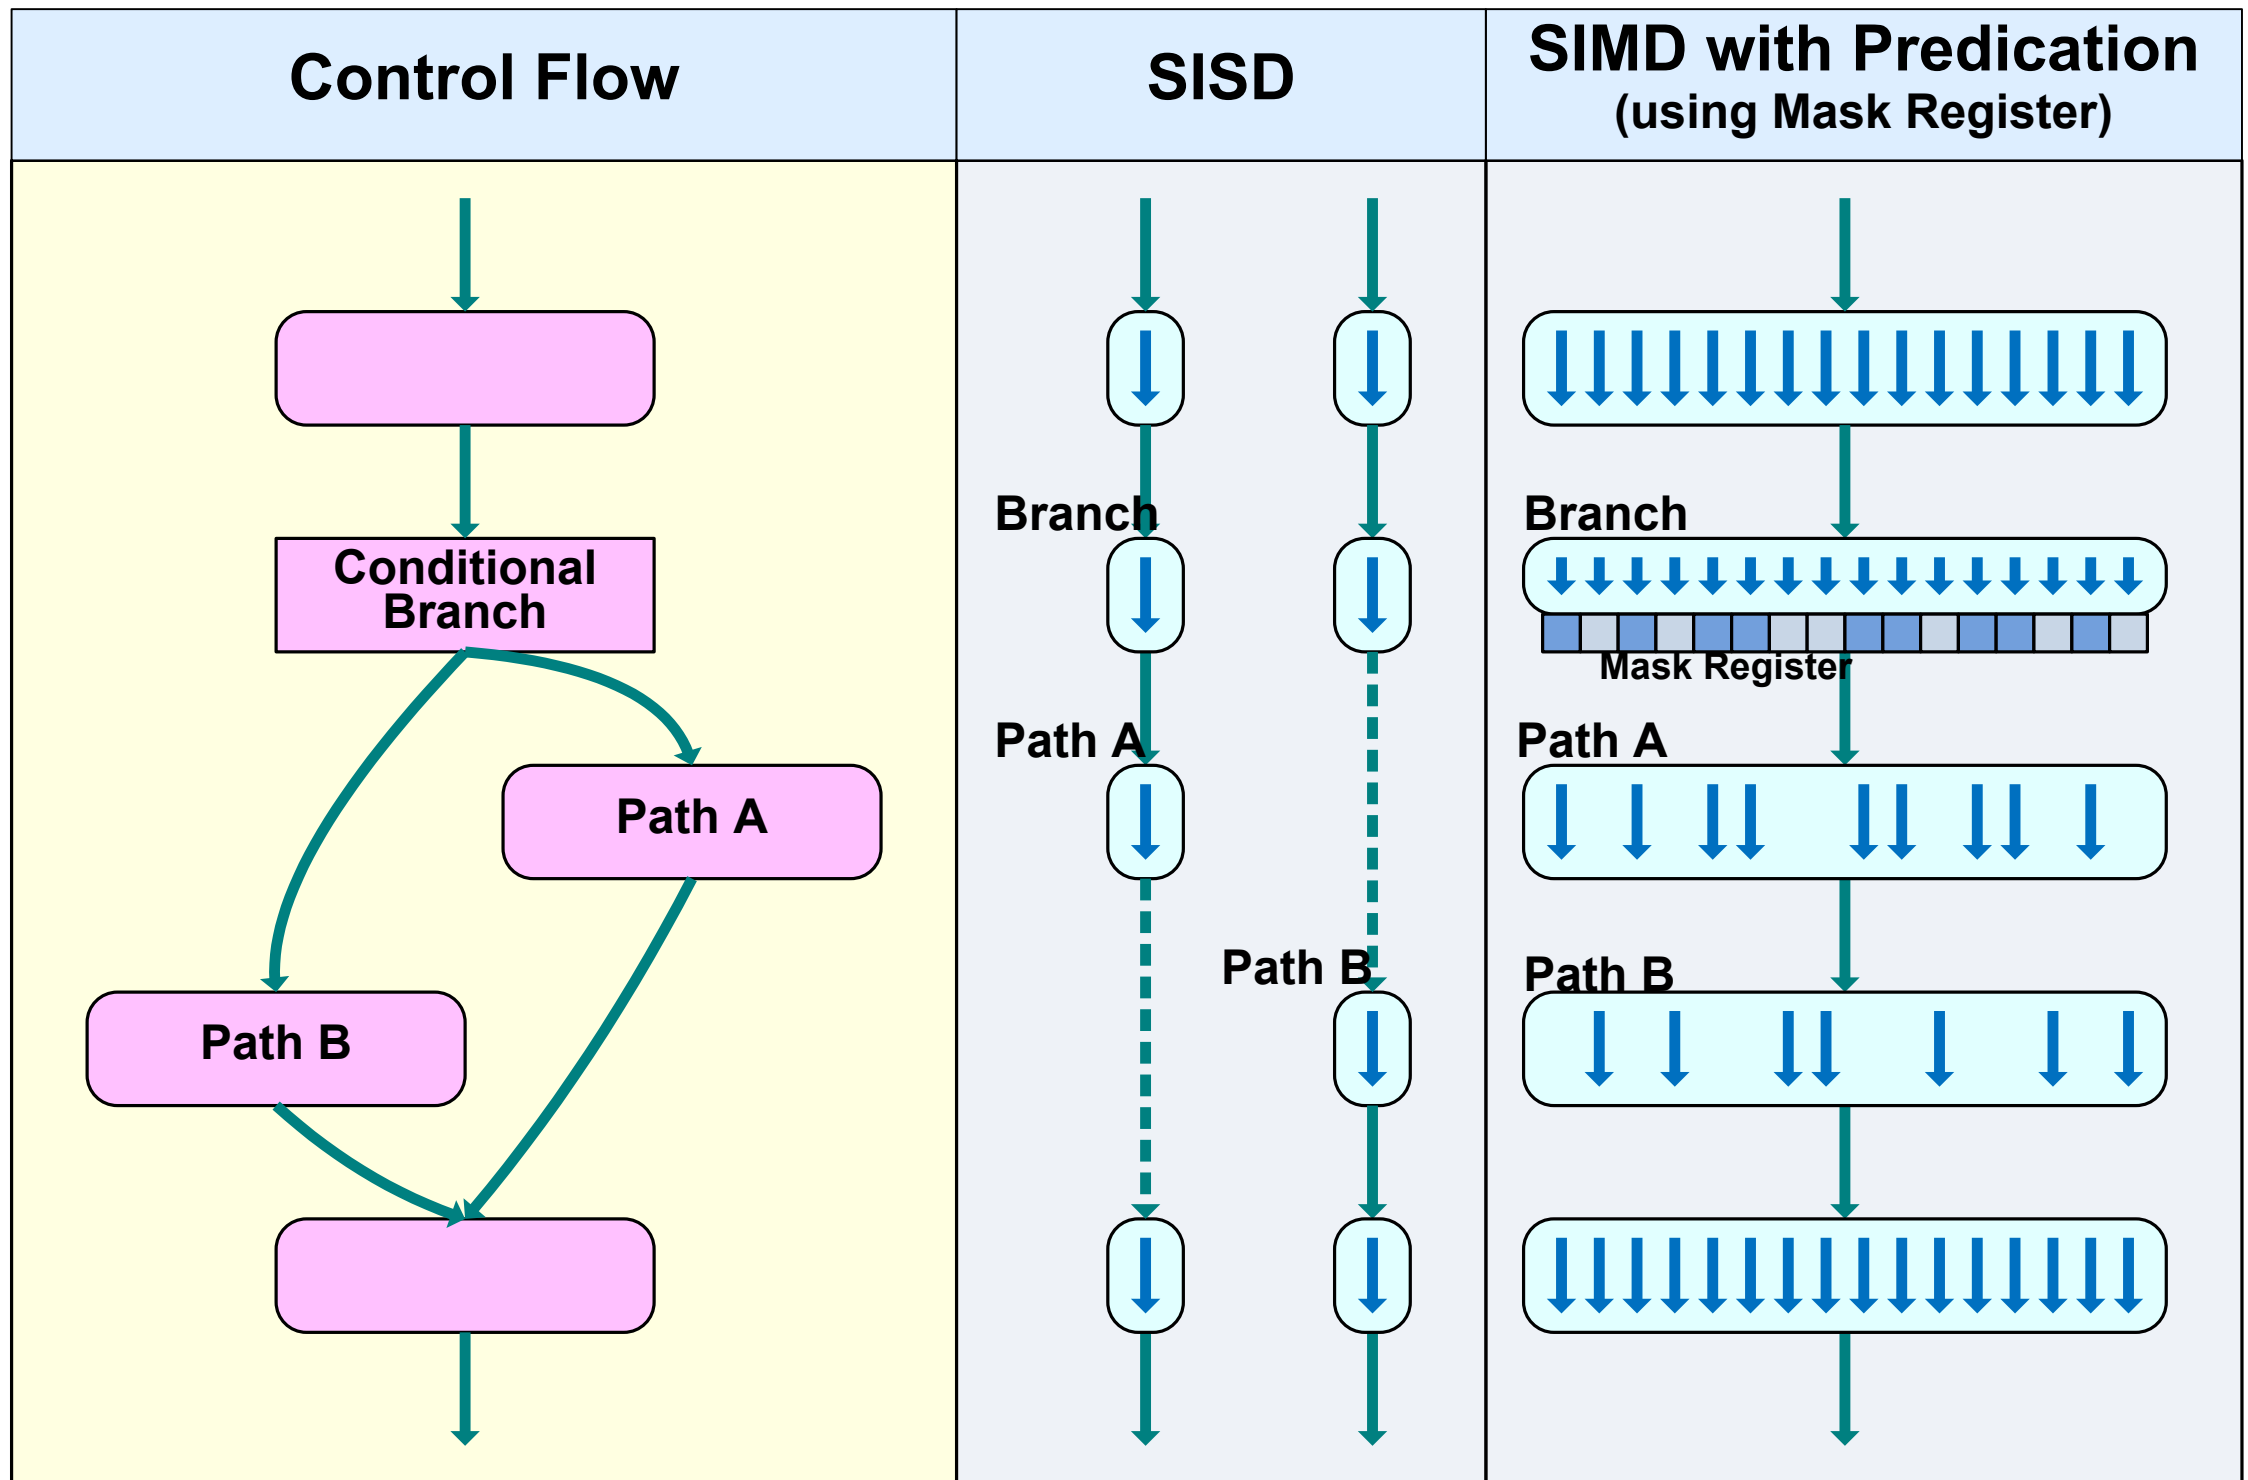 Control Flow
SISD
SIMD with Predication
(using Mask Register)
Conditional
Branch
Path A
Path B
Branch
Path A
Path B
Branch
Mask Register
Path A
Path B